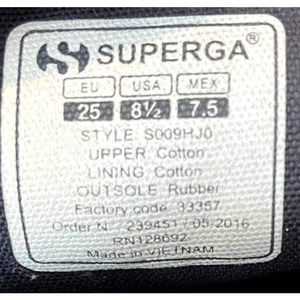 SUPERGA®
EU USA MEX
25 8½ 7.5
STYLE S009HJ0
UPPER Cotton
LINING Cotton
OUTSOLE Rubber
Factory code 33357
Order N. 239451 / 05-2016
RN128692
Made in VIETNAM